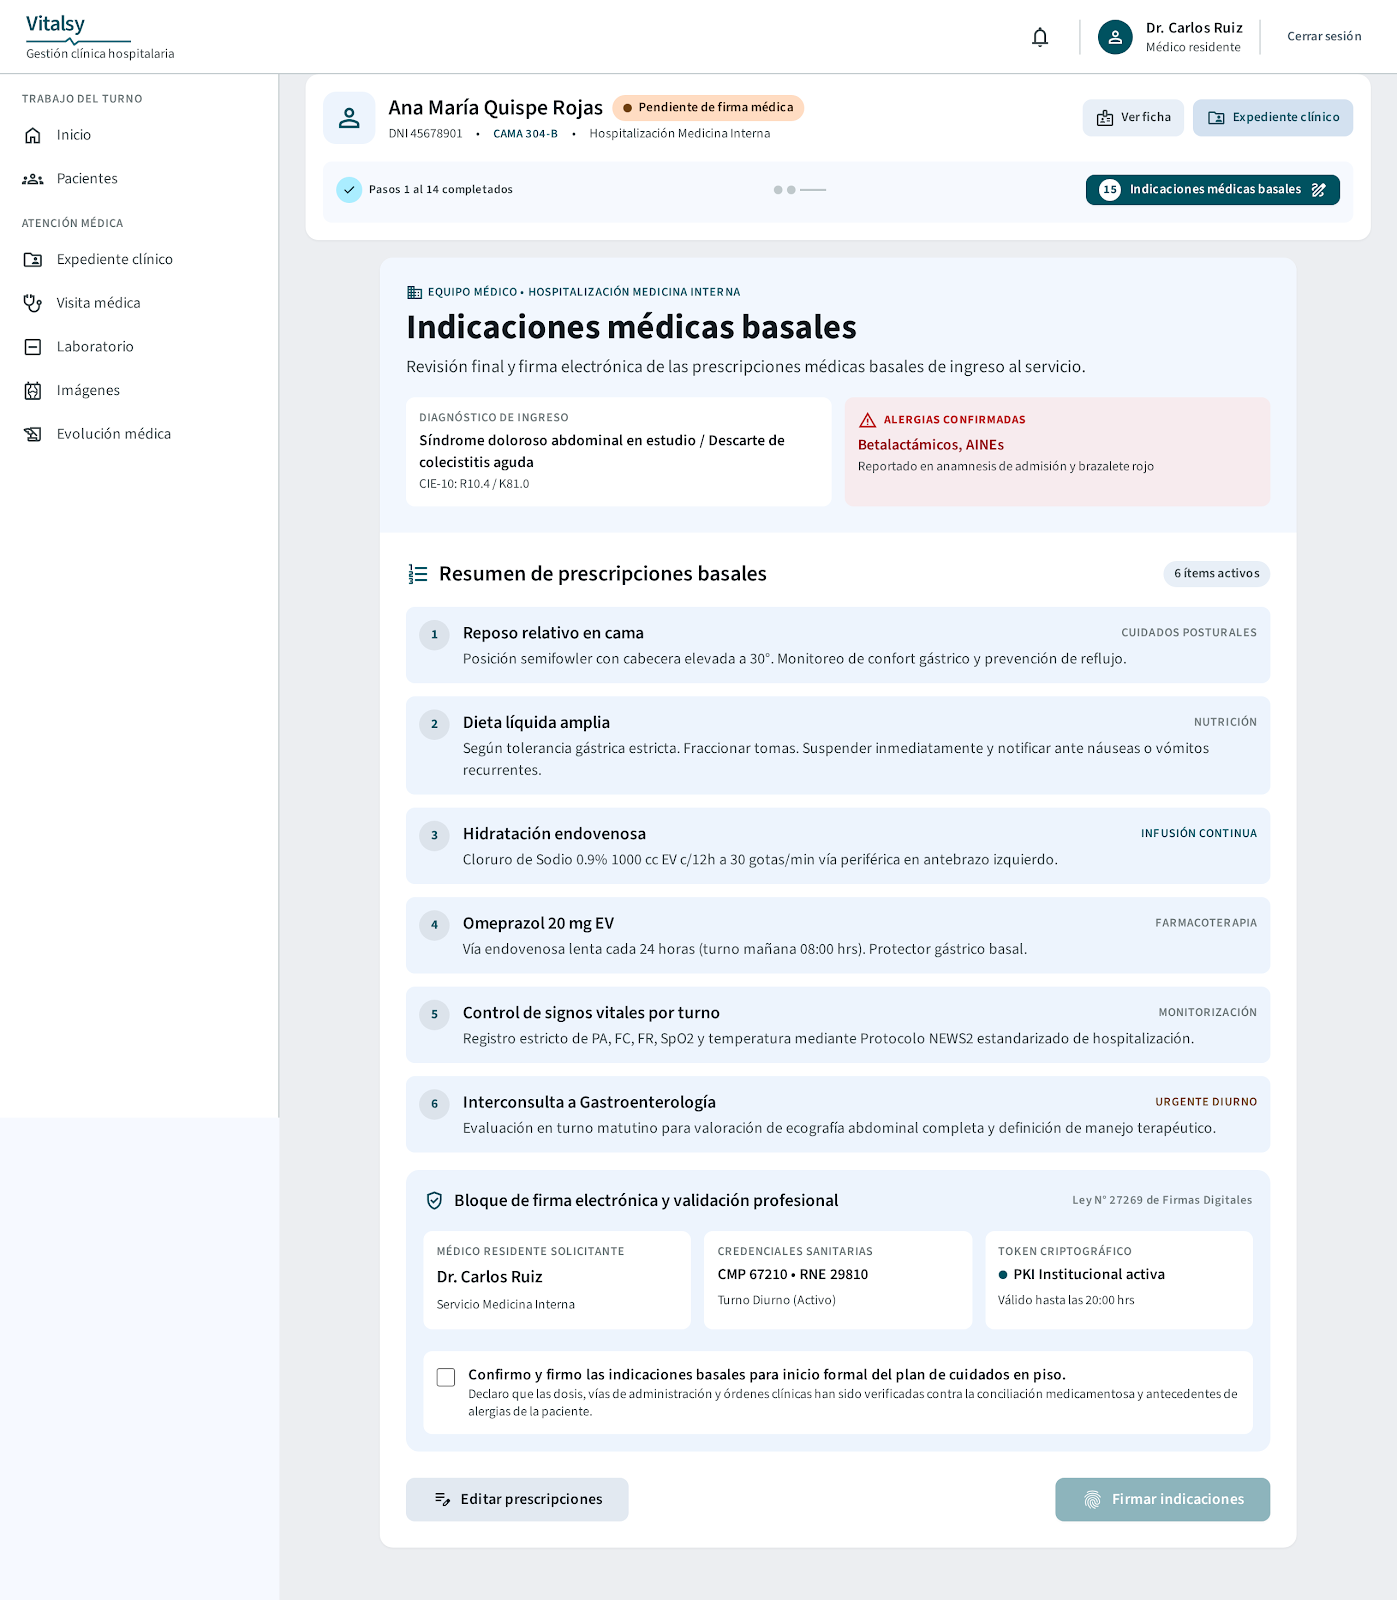 Vitalsy
Gestión clínica hospitalaria
Dr. Carlos Ruiz
Médico residente
Cerrar sesión
TRABAJO DEL TURNO
Inicio
Pacientes
ATENCIÓN MÉDICA
Expediente clínico
Visita médica
Laboratorio
Imágenes
Evolución médica
Ana María Quispe Rojas
Pendiente de firma médica
DNI 45678901 • CAMA 304-B • Hospitalización Medicina Interna
Ver ficha
Expediente clínico
Pasos 1 al 14 completados
15 Indicaciones médicas basales
EQUIPO MÉDICO • HOSPITALIZACIÓN MEDICINA INTERNA
Indicaciones médicas basales
Revisión final y firma electrónica de las prescripciones médicas basales de ingreso al servicio.
DIAGNÓSTICO DE INGRESO
Síndrome doloroso abdominal en estudio / Descarte de
colecistitis aguda
CIE-10: R10.4 / K81.0
ALERGIAS CONFIRMADAS
Betalactámicos, AINEs
Reportado en anamnesis de admisión y brazalete rojo
Resumen de prescripciones basales
6 ítems activos
1 Reposo relativo en cama
CUIDADOS POSTURALES
Posición semifowler con cabecera elevada a 30°. Monitoreo de confort gástrico y prevención de reflujo.
2 Dieta líquida amplia
NUTRICIÓN
Según tolerancia gástrica estricta. Fraccionar tomas. Suspender inmediatamente y notificar ante náuseas o vómitos
recurrentes.
3 Hidratación endovenosa
INFUSIÓN CONTINUA
Cloruro de Sodio 0.9% 1000 cc EV c/12h a 30 gotas/min vía periférica en antebrazo izquierdo.
4 Omeprazol 20 mg EV
FARMACOTERAPIA
Vía endovenosa lenta cada 24 horas (turno mañana 08:00 hrs). Protector gástrico basal.
5 Control de signos vitales por turno
MONITORIZACIÓN
Registro estricto de PA, FC, FR, SpO2 y temperatura mediante Protocolo NEWS2 estandarizado de hospitalización.
6 Interconsulta a Gastroenterología
URGENTE DIURNO
Evaluación en turno matutino para valoración de ecografía abdominal completa y definición de manejo terapéutico.
Bloque de firma electrónica y validación profesional
Ley N° 27269 de Firmas Digitales
MÉDICO RESIDENTE SOLICITANTE
Dr. Carlos Ruiz
Servicio Medicina Interna
CREDENCIALES SANITARIAS
CMP 67210 • RNE 29810
Turno Diurno (Activo)
TOKEN CRIPTOGRÁFICO
PKI Institucional activa
Válido hasta las 20:00 hrs
Confirmo y firmo las indicaciones basales para inicio formal del plan de cuidados en piso.
Declaro que las dosis, vías de administración y órdenes clínicas han sido verificadas contra la conciliación medicamentosa y antecedentes de
alergias de la paciente.
Editar prescripciones
Firmar indicaciones